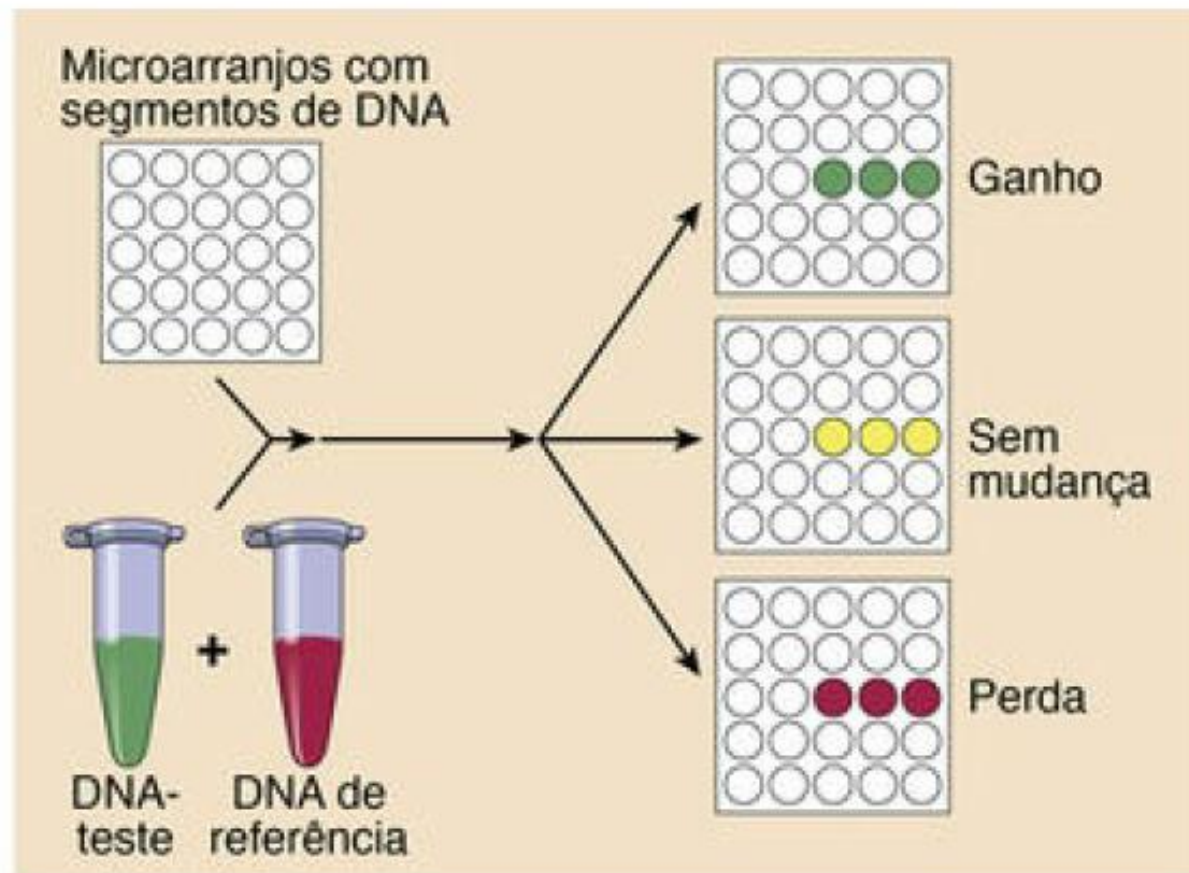 Microarranjos com
segmentos de DNA
Ganho
Sem
mudança
Perda
+
DNA-
teste
DNA de
referência